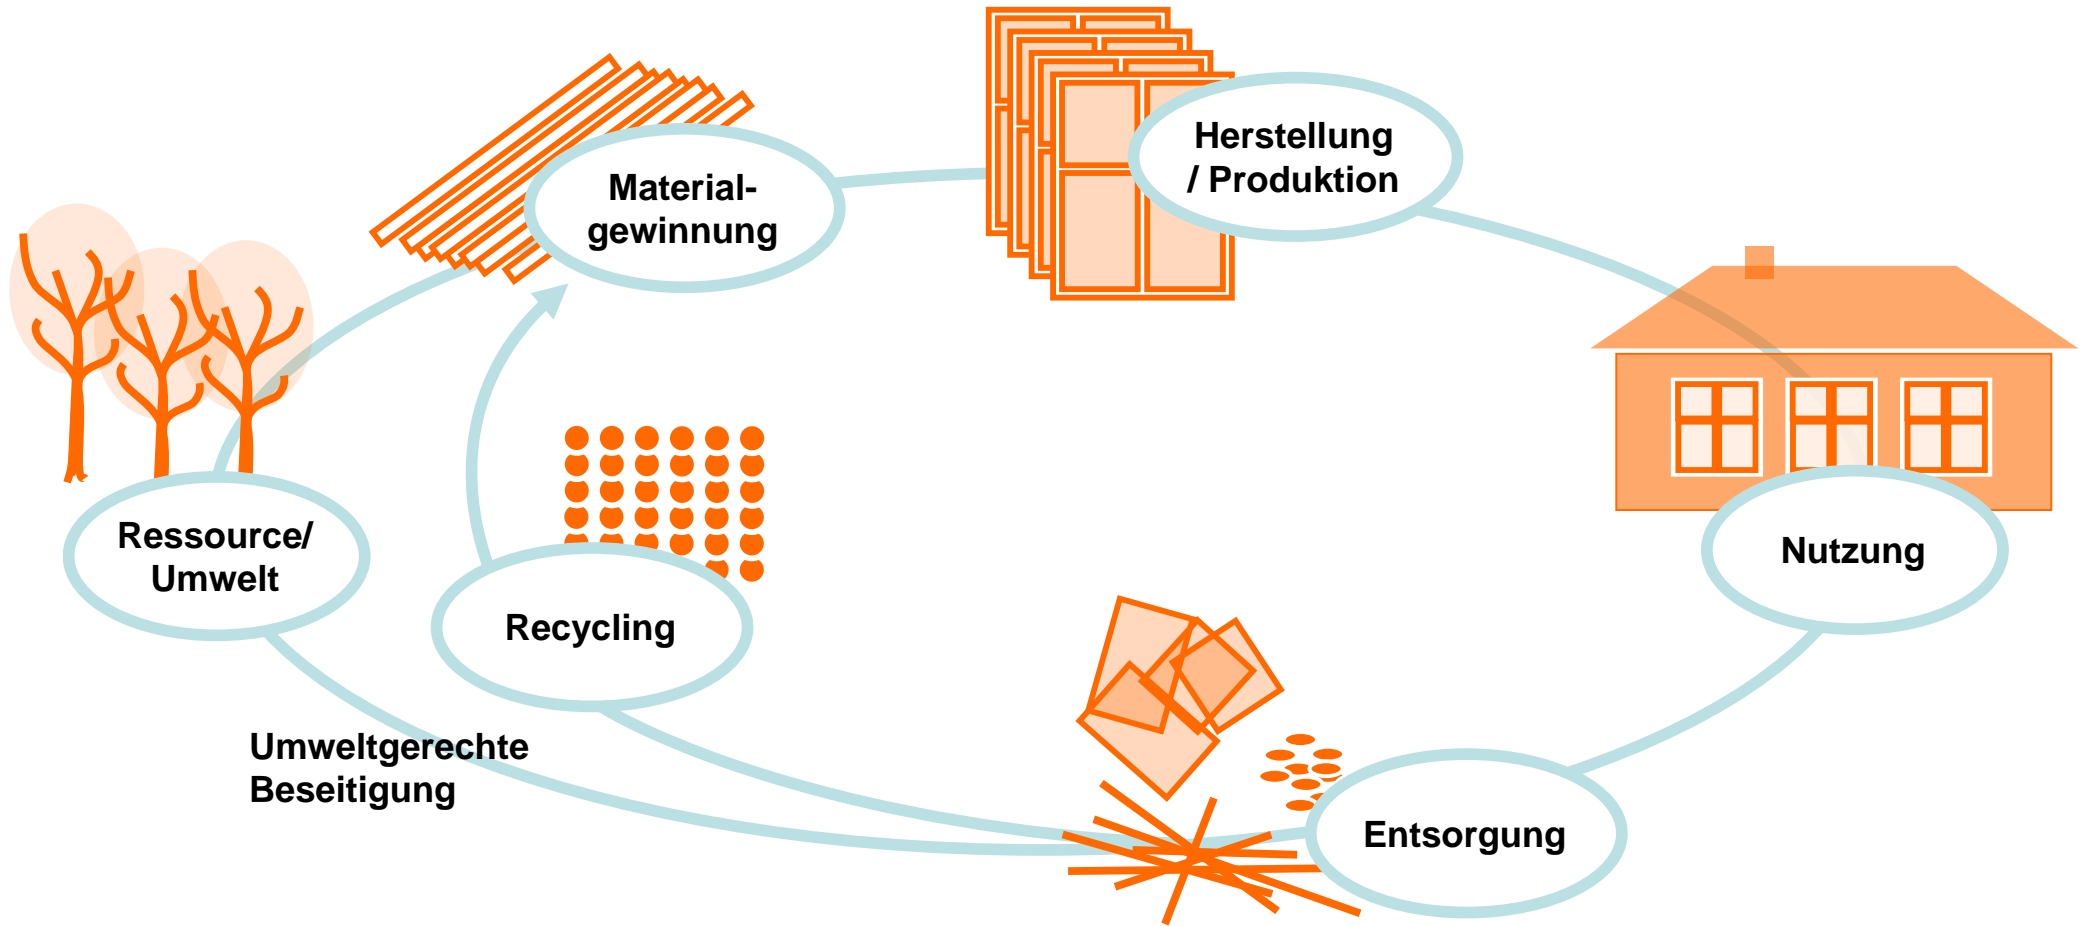 Herstellung
/ Produktion
Material-
gewinnung
Ressource/
Umwelt
Nutzung
Recycling
Umweltgerechte
Beseitigung
Entsorgung